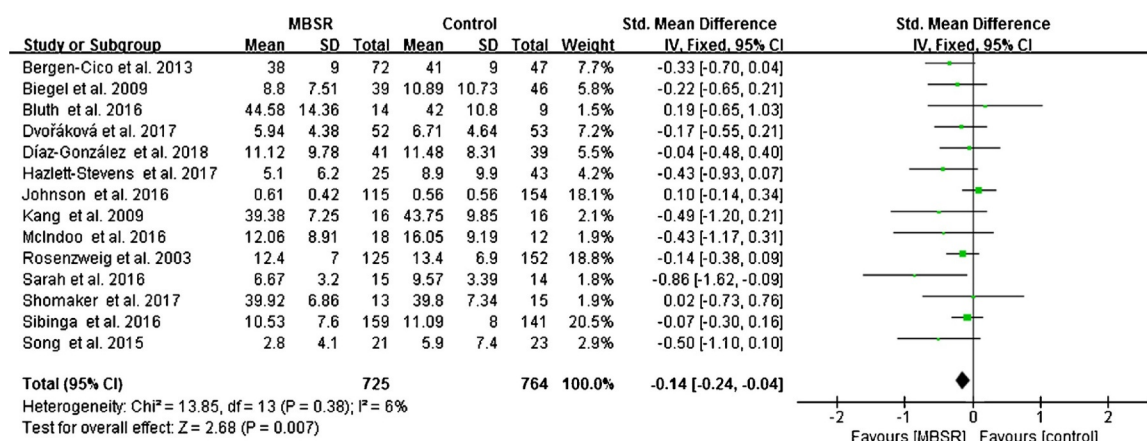 MBSR Control Std. Mean Difference Std. Mean Difference
Study or Subgroup Mean SD Total Mean SD Total Weight IV, Fixed, 95% CI IV, Fixed, 95% CI
Bergen-Cico et al. 2013 38 9 72 41 9 47 7.7% -0.33 [-0.70, 0.04]
Biegel et al. 2009 8.8 7.51 39 10.89 10.73 46 5.8% -0.22 [-0.65, 0.21]
Bluth et al. 2016 44.58 14.36 14 42 10.8 9 1.5% 0.19 [-0.65, 1.03]
Dvořáková et al. 2017 5.94 4.38 52 6.71 4.64 53 7.2% -0.17 [-0.55, 0.21]
Díaz-González et al. 2018 11.12 9.78 41 11.48 8.31 39 5.5% -0.04 [-0.48, 0.40]
Hazlett-Stevens et al. 2017 5.1 6.2 25 8.9 9.9 43 4.2% -0.43 [-0.93, 0.07]
Johnson et al. 2016 0.61 0.42 115 0.56 0.56 154 18.1% 0.10 [-0.14, 0.34]
Kang et al. 2009 39.38 7.25 16 43.75 9.85 16 2.1% -0.49 [-1.20, 0.21]
McIndoo et al. 2016 12.06 8.91 18 16.05 9.19 12 1.9% -0.43 [-1.17, 0.31]
Rosenzweig et al. 2003 12.4 7 125 13.4 6.9 152 18.8% -0.14 [-0.38, 0.09]
Sarah et al. 2016 6.67 3.2 15 9.57 3.39 14 1.8% -0.86 [-1.62, -0.09]
Shomaker et al. 2017 39.92 6.86 13 39.8 7.34 15 1.9% 0.02 [-0.73, 0.76]
Sibinga et al. 2016 10.53 7.6 159 11.09 8 141 20.5% -0.07 [-0.30, 0.16]
Song et al. 2015 2.8 4.1 21 5.9 7.4 23 2.9% -0.50 [-1.10, 0.10]
Total (95% CI) 725 764 100.0% -0.14 [-0.24, -0.04]
Heterogeneity: Chi² = 13.85, df = 13 (P = 0.38); I² = 6%
Test for overall effect: Z = 2.68 (P = 0.007)
-2 -1 0 1 2
Favours [MBSR] Favours [control]